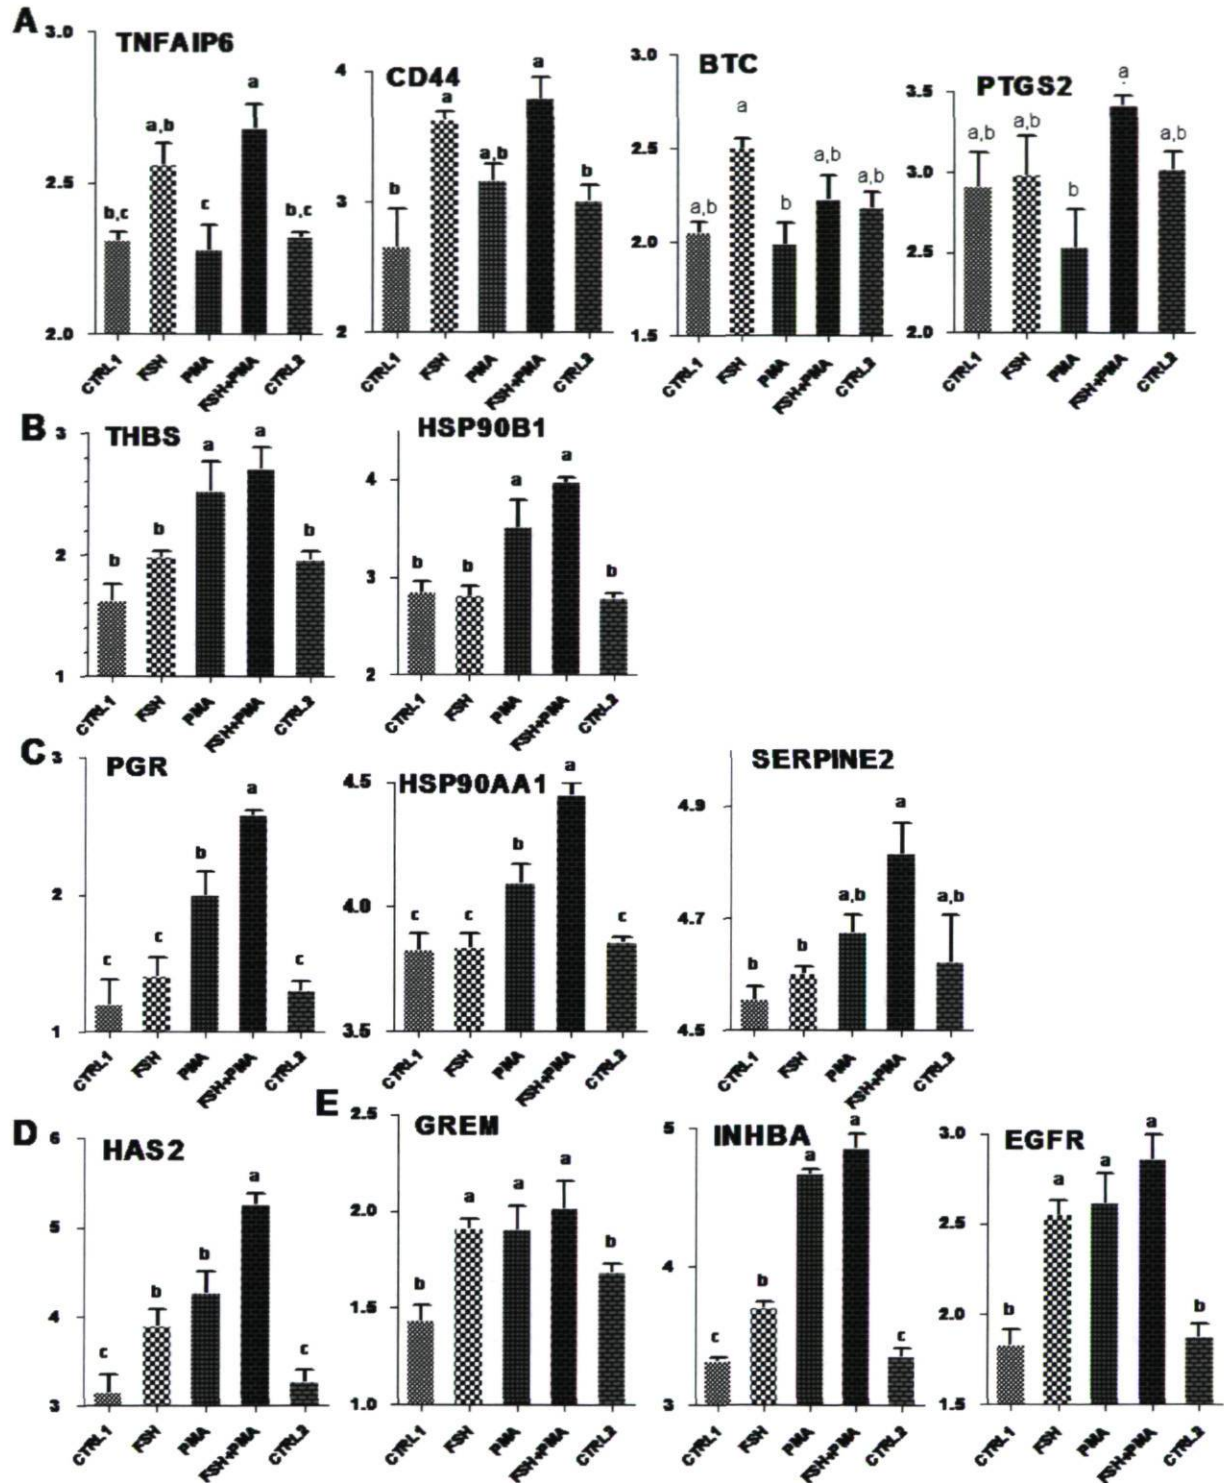 A
TNFAIP6
3.0
2.5
2.0
b,c
a,b
c
a
b,c
CTRL1
FSH
PMA
FSH+PMA
CTRL2
CD44
4
3
2
b
a
a,b
a
b
CTRL1
FSH
PMA
FSH+PMA
CTRL2
BTC
3.0
2.5
2.0
1.5
a,b
a
b
a,b
a,b
CTRL1
FSH
PMA
FSH+PMA
CTRL2
PTGS2
3.5
3.0
2.5
2.0
a,b
a,b
b
a
a,b
CTRL1
FSH
PMA
FSH+PMA
CTRL2
B
THBS
3
2
1
b
b
a
a
b
CTRL1
FSH
PMA
FSH+PMA
CTRL2
HSP90B1
4
3
2
b
b
a
a
b
CTRL1
FSH
PMA
FSH+PMA
CTRL2
C
PGR
3
2
1
c
c
b
a
c
CTRL1
FSH
PMA
FSH+PMA
CTRL2
HSP90AA1
4.5
4.0
3.5
c
c
b
a
c
CTRL1
FSH
PMA
FSH+PMA
CTRL2
SERPINE2
4.9
4.7
4.5
b
b
a,b
a
a,b
CTRL1
FSH
PMA
FSH+PMA
CTRL2
D
HAS2
6
5
4
3
c
b
b
a
c
CTRL1
FSH
PMA
FSH+PMA
CTRL2
E
GREM
2.5
2.0
1.5
1.0
b
a
a
a
b
CTRL1
FSH
PMA
FSH+PMA
CTRL2
INHBA
5
4
3
c
b
a
a
c
CTRL1
FSH
PMA
FSH+PMA
CTRL2
EGFR
3.0
2.5
2.0
1.5
b
a
a
a
b
CTRL1
FSH
PMA
FSH+PMA
CTRL2